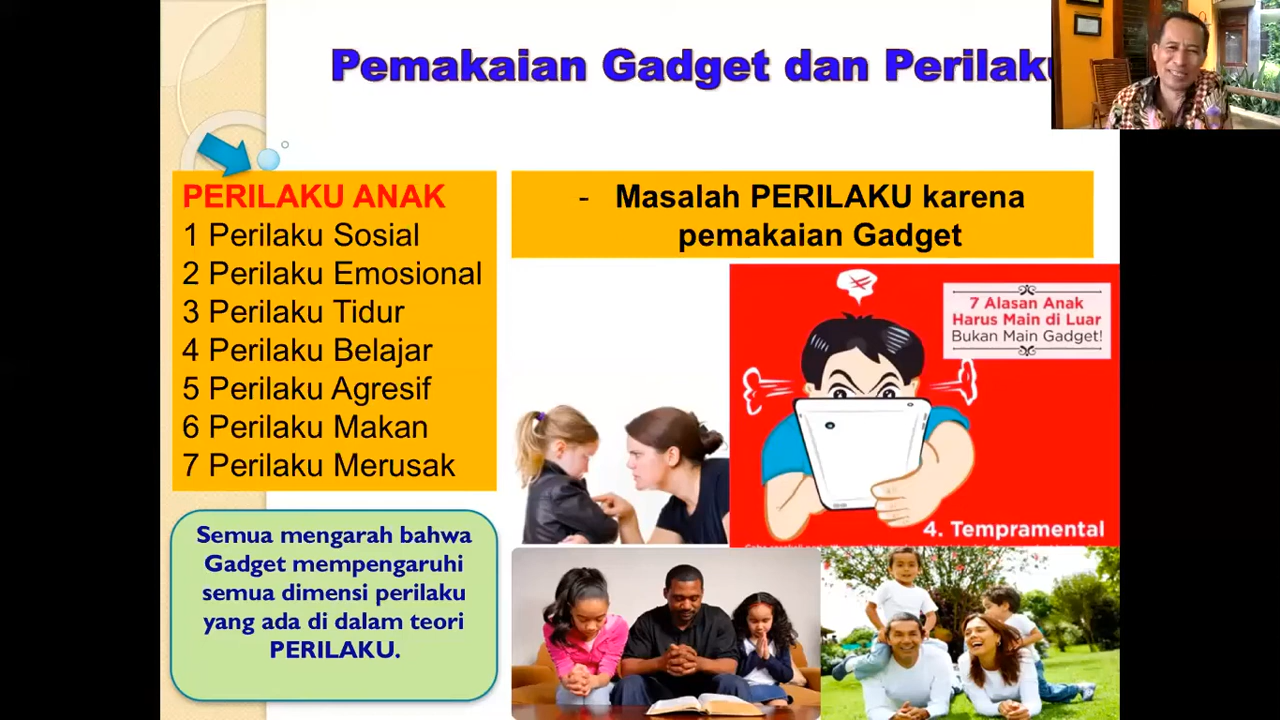 Pemakaian Gadget dan Perilaku
PERILAKU ANAK
1 Perilaku Sosial
2 Perilaku Emosional
3 Perilaku Tidur
4 Perilaku Belajar
5 Perilaku Agresif
6 Perilaku Makan
7 Perilaku Merusak
Semua mengarah bahwa
Gadget mempengaruhi
semua dimensi perilaku
yang ada di dalam teori
PERILAKU.
- Masalah PERILAKU karena
pemakaian Gadget
7 Alasan Anak
Harus Main di Luar
Bukan Main Gadget!
4. Tempramental